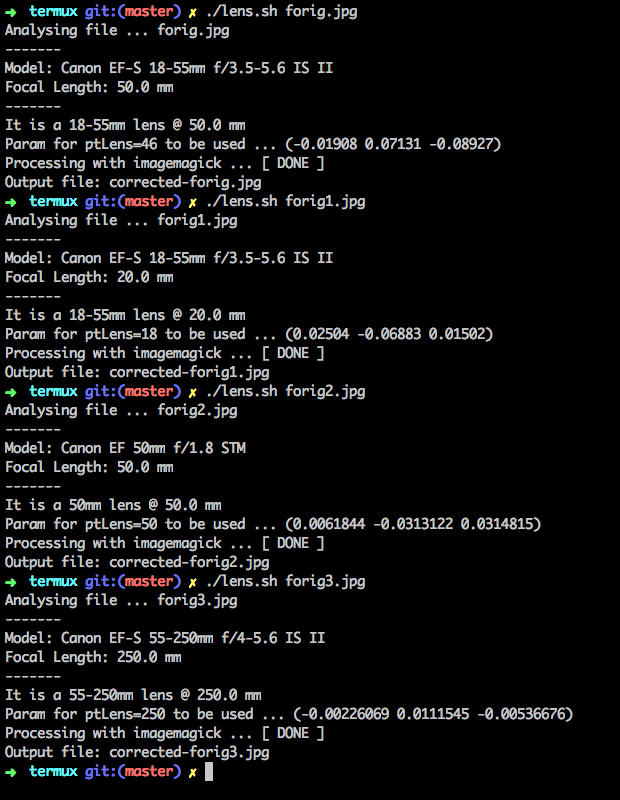 ➜  termux git:(master) ✗ ./lens.sh forig.jpg
Analysing file ... forig.jpg
-------
Model: Canon EF-S 18-55mm f/3.5-5.6 IS II
Focal Length: 50.0 mm
-------
It is a 18-55mm lens @ 50.0 mm
Param for ptLens=46 to be used ... (-0.01908 0.07131 -0.08927)
Processing with imagemagick ... [ DONE ]
Output file: corrected-forig.jpg
➜  termux git:(master) ✗ ./lens.sh forig1.jpg
Analysing file ... forig1.jpg
-------
Model: Canon EF-S 18-55mm f/3.5-5.6 IS II
Focal Length: 20.0 mm
-------
It is a 18-55mm lens @ 20.0 mm
Param for ptLens=18 to be used ... (0.02504 -0.06883 0.01502)
Processing with imagemagick ... [ DONE ]
Output file: corrected-forig1.jpg
➜  termux git:(master) ✗ ./lens.sh forig2.jpg
Analysing file ... forig2.jpg
-------
Model: Canon EF 50mm f/1.8 STM
Focal Length: 50.0 mm
-------
It is a 50mm lens @ 50.0 mm
Param for ptLens=50 to be used ... (0.0061844 -0.0313122 0.0314815)
Processing with imagemagick ... [ DONE ]
Output file: corrected-forig2.jpg
➜  termux git:(master) ✗ ./lens.sh forig3.jpg
Analysing file ... forig3.jpg
-------
Model: Canon EF-S 55-250mm f/4-5.6 IS II
Focal Length: 250.0 mm
-------
It is a 55-250mm lens @ 250.0 mm
Param for ptLens=250 to be used ... (-0.00226069 0.0111545 -0.00536676)
Processing with imagemagick ... [ DONE ]
Output file: corrected-forig3.jpg
➜  termux git:(master) ✗